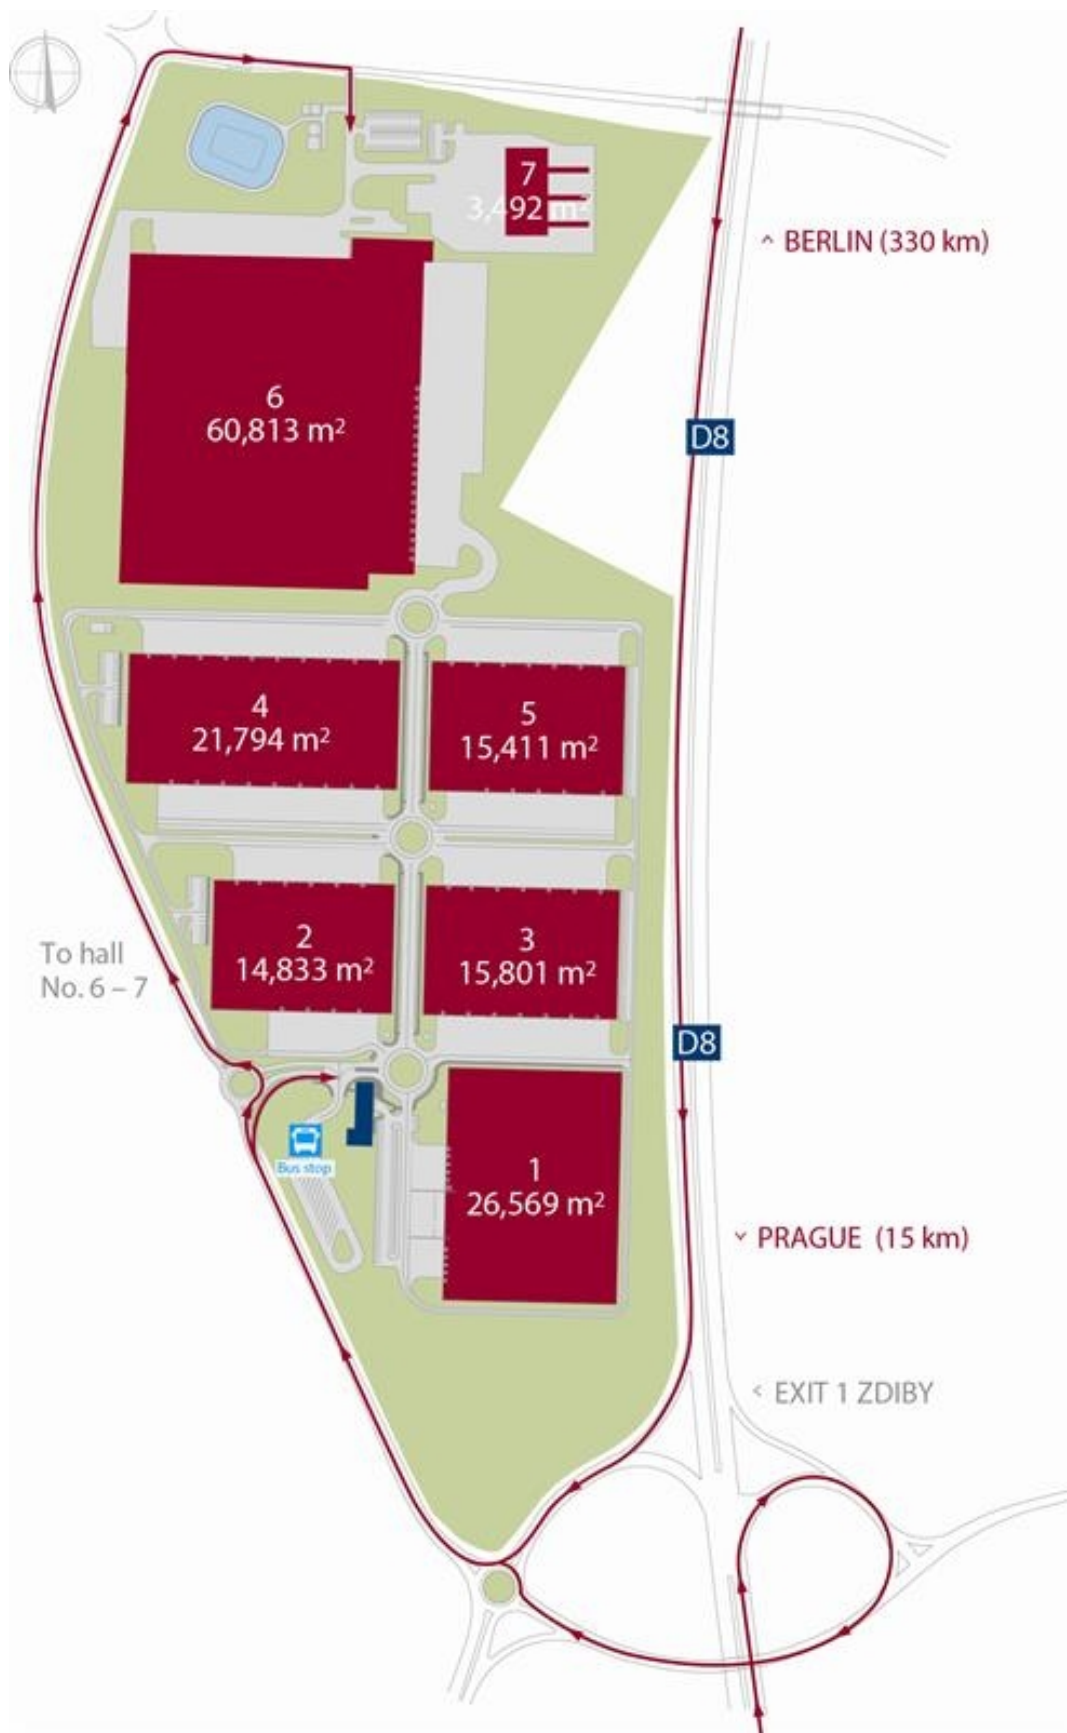 7
3,492 m²
^ BERLIN (330 km)
6
60,813 m²
D8
4
21,794 m²
5
15,411 m²
2
14,833 m²
3
15,801 m²
To hall
No. 6 – 7
D8
Bus stop
1
26,569 m²
˅ PRAGUE (15 km)
˂ EXIT 1 ZDIBY